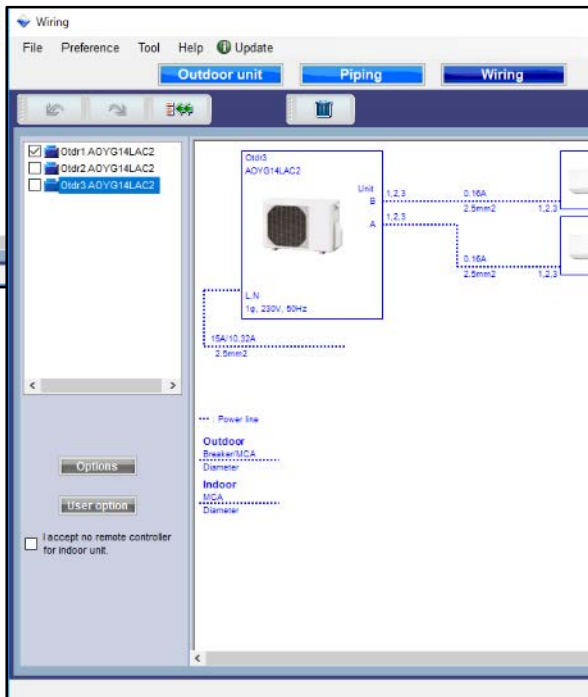 Wiring
File Preference Tool Help Update
Outdoor unit Piping Wiring
Otdr1 AOYG14LAC2
Otdr2 AOYG14LAC2
Otdr3 AOYG14LAC2
Options
User option
I accept no remote controller
for indoor unit.
Otdr3
AOYG14LAC2
Unit
B 1,2,3 0.16A
2.5mm2 1,2,3
A 1,2,3
0.16A
2.5mm2 1,2,3
L,N
1φ, 230V, 50Hz
15A/10.32A
2.5mm2
••• : Power line
Outdoor
Breaker/MCA
Diameter
Indoor
MCA
Diameter